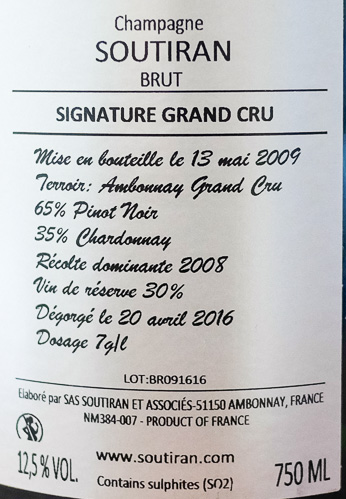 Champagne
SOUTIRAN
BRUT
SIGNATURE GRAND CRU
Mise en bouteille le 13 mai 2009
Terroir: Ambonnay Grand Cru
65% Pinot Noir
35% Chardonnay
Récolte dominante 2008
Vin de réserve 30%
Dégorgé le 20 avril 2016
Dosage 7g/l
LOT:BR091616
Elaboré par SAS SOUTIRAN ET ASSOCIÉS-51150 AMBONNAY, FRANCE
NM384-007 - PRODUCT OF FRANCE
12,5% VOL.
www.soutiran.com
750 ML
Contains sulphites (SO2)